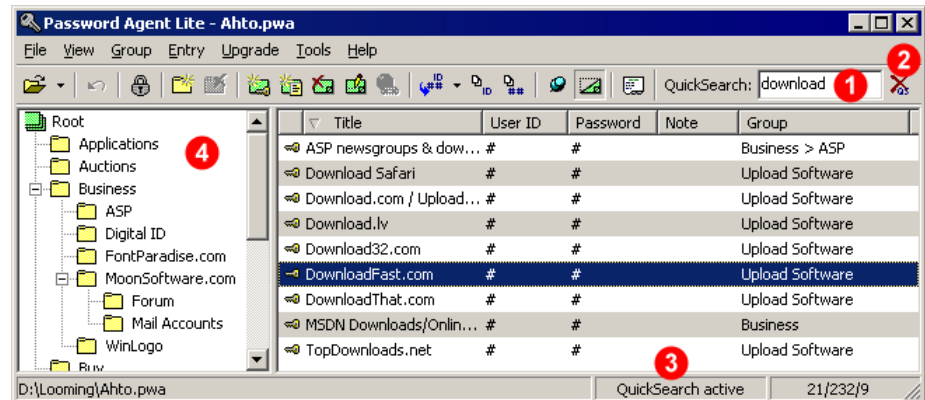 Password Agent Lite - Ahto.pwa
File View Group Entry Upgrade Tools Help
2
ID
ID
QuickSearch: download
1
QS
Root
Applications
4
Auctions
Business
ASP
Digital ID
FontParadise.com
MoonSoftware.com
Forum
Mail Accounts
WinLogo
Buy
Title User ID Password Note Group
ASP newsgroups & dow... # # Business > ASP
Download Safari # # Upload Software
Download.com / Upload... # # Upload Software
Download.lv # # Upload Software
Download32.com # # Upload Software
DownloadFast.com # # Upload Software
DownloadThat.com # # Upload Software
MSDN Downloads/Onlin... # # Business
TopDownloads.net # # Upload Software
3
D:\Looming\Ahto.pwa QuickSearch active 21/232/9